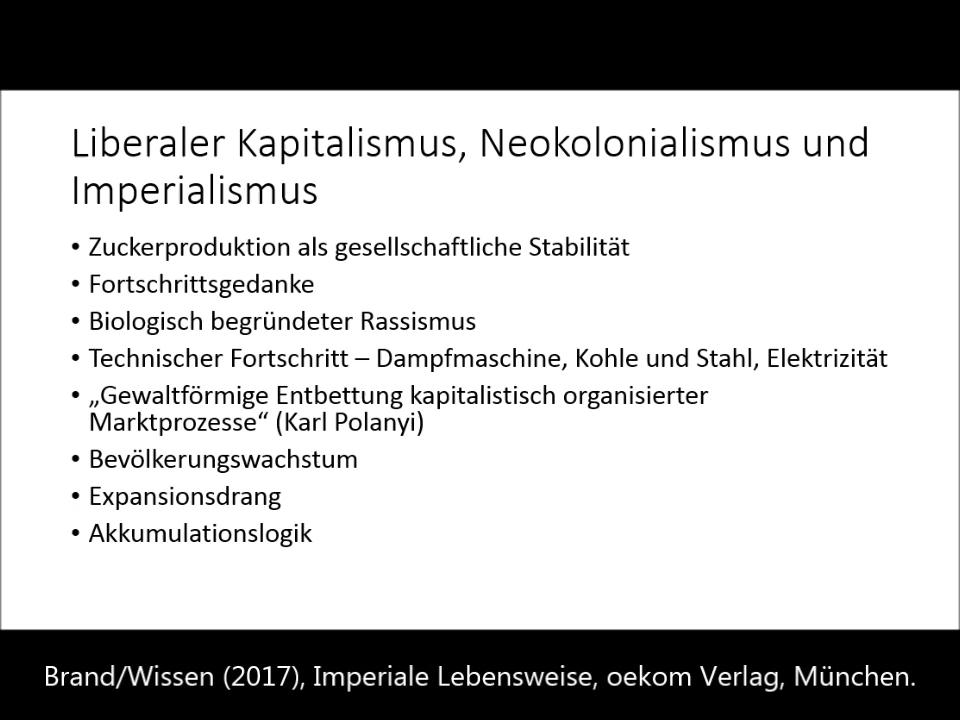 Liberaler Kapitalismus, Neokolonialismus und
Imperialismus
• Zuckerproduktion als gesellschaftliche Stabilität
• Fortschrittsgedanke
• Biologisch begründeter Rassismus
• Technischer Fortschritt – Dampfmaschine, Kohle und Stahl, Elektrizität
• „Gewaltförmige Entbettung kapitalistisch organisierter
Marktprozesse“ (Karl Polanyi)
• Bevölkerungswachstum
• Expansionsdrang
• Akkumulationslogik
Brand/Wissen (2017), Imperiale Lebensweise, oekom Verlag, München.